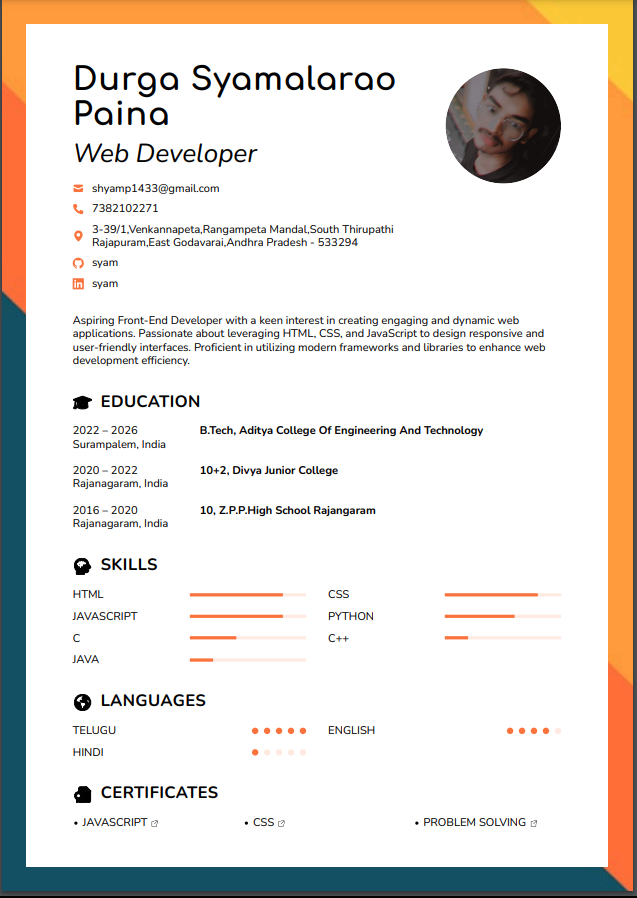 Durga Syamalarao
Paina
Web Developer
shyamp1433@gmail.com
7382102271
3-39/1,Venkannapeta,Rangampeta Mandal,South Thirupathi
Rajapuram,East Godavarai,Andhra Pradesh - 533294
syam
syam
Aspiring Front-End Developer with a keen interest in creating engaging and dynamic web
applications. Passionate about leveraging HTML, CSS, and JavaScript to design responsive and
user-friendly interfaces. Proficient in utilizing modern frameworks and libraries to enhance web
development efficiency.
EDUCATION
2022 – 2026 B.Tech, Aditya College Of Engineering And Technology
Surampalem, India
2020 – 2022 10+2, Divya Junior College
Rajanagaram, India
2016 – 2020 10, Z.P.P.High School Rajangaram
Rajanagaram, India
SKILLS
HTML CSS
JAVASCRIPT PYTHON
C C++
JAVA
LANGUAGES
TELUGU ENGLISH
HINDI
CERTIFICATES
• JAVASCRIPT • CSS • PROBLEM SOLVING